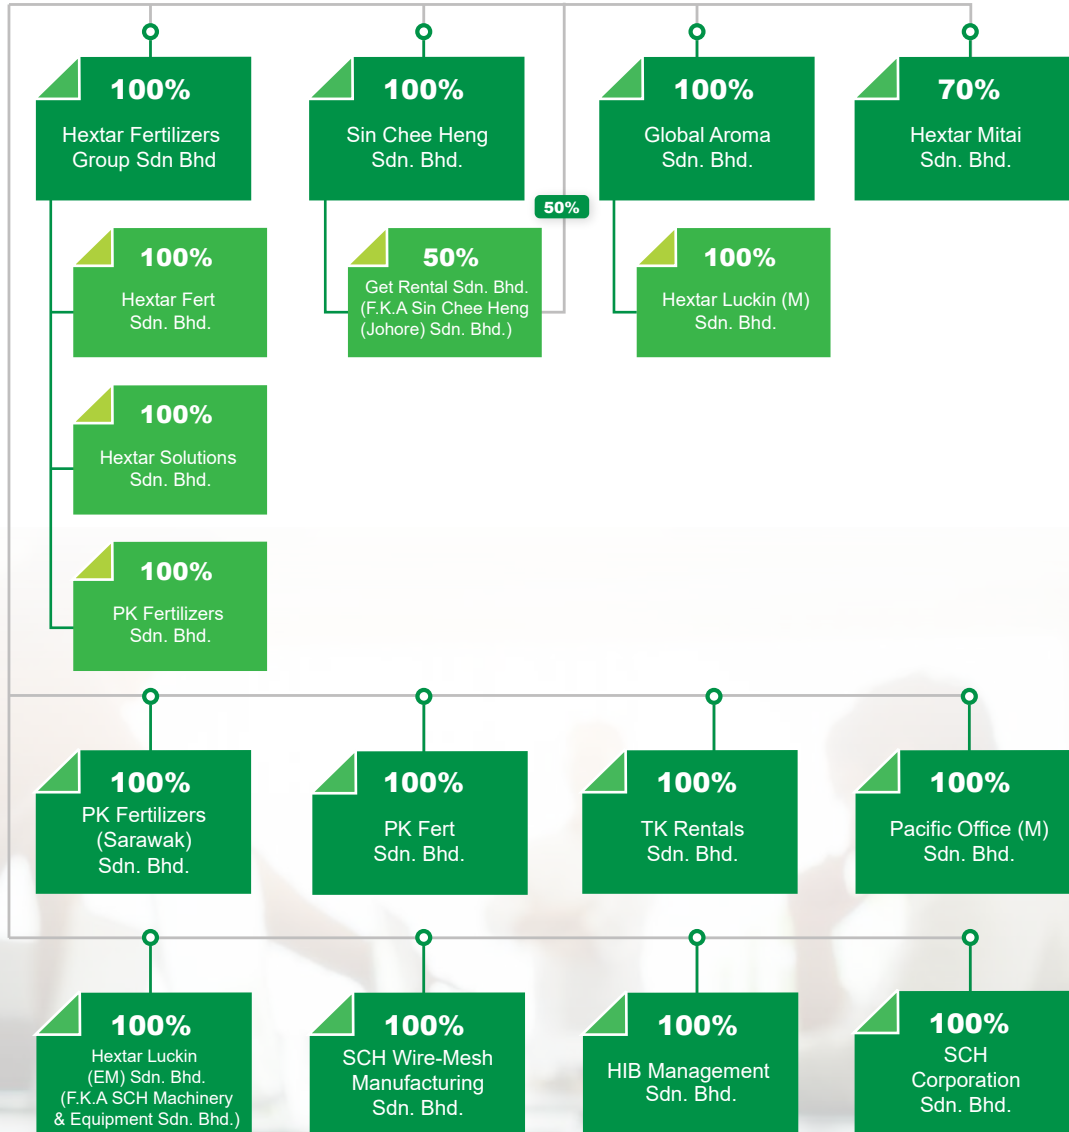 100%
Hextar Fertilizers
Group Sdn Bhd
100%
Sin Chee Heng
Sdn. Bhd.
100%
Global Aroma
Sdn. Bhd.
70%
Hextar Mitai
Sdn. Bhd.
50%
100%
Hextar Fert
Sdn. Bhd.
50%
Get Rental Sdn. Bhd.
(F.K.A Sin Chee Heng
(Johore) Sdn. Bhd.)
100%
Hextar Luckin (M)
Sdn. Bhd.
100%
Hextar Solutions
Sdn. Bhd.
100%
PK Fertilizers
Sdn. Bhd.
100%
PK Fertilizers
(Sarawak)
Sdn. Bhd.
100%
PK Fert
Sdn. Bhd.
100%
TK Rentals
Sdn. Bhd.
100%
Pacific Office (M)
Sdn. Bhd.
100%
Hextar Luckin
(EM) Sdn. Bhd.
(F.K.A SCH Machinery
& Equipment Sdn. Bhd.)
100%
SCH Wire-Mesh
Manufacturing
Sdn. Bhd.
100%
HIB Management
Sdn. Bhd.
100%
SCH
Corporation
Sdn. Bhd.